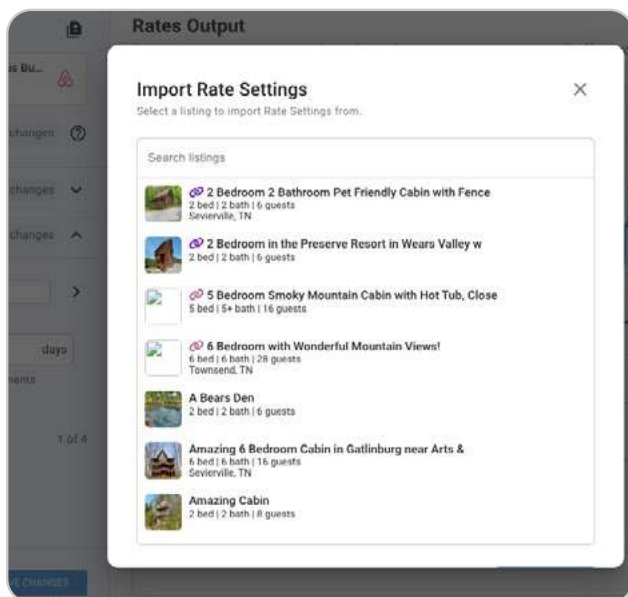 Rates Output
us Bu...
changes
changes
changes
days
ments
1 of 4
VE CHANGES
Import Rate Settings
Select a listing to import Rate Settings from.
Search listings
2 Bedroom 2 Bathroom Pet Friendly Cabin with Fence
2 bed | 2 bath | 6 guests
Sevierville, TN
2 Bedroom in the Preserve Resort in Wears Valley w
2 bed | 2 bath | 6 guests
5 Bedroom Smoky Mountain Cabin with Hot Tub, Close
5 bed | 5+ bath | 16 guests
6 Bedroom with Wonderful Mountain Views!
6 bed | 6 bath | 28 guests
Townsend, TN
A Bears Den
2 bed | 2 bath | 6 guests
Amazing 6 Bedroom Cabin in Gatlinburg near Arts &
6 bed | 6 bath | 16 guests
Sevierville, TN
Amazing Cabin
2 bed | 2 bath | 8 guests